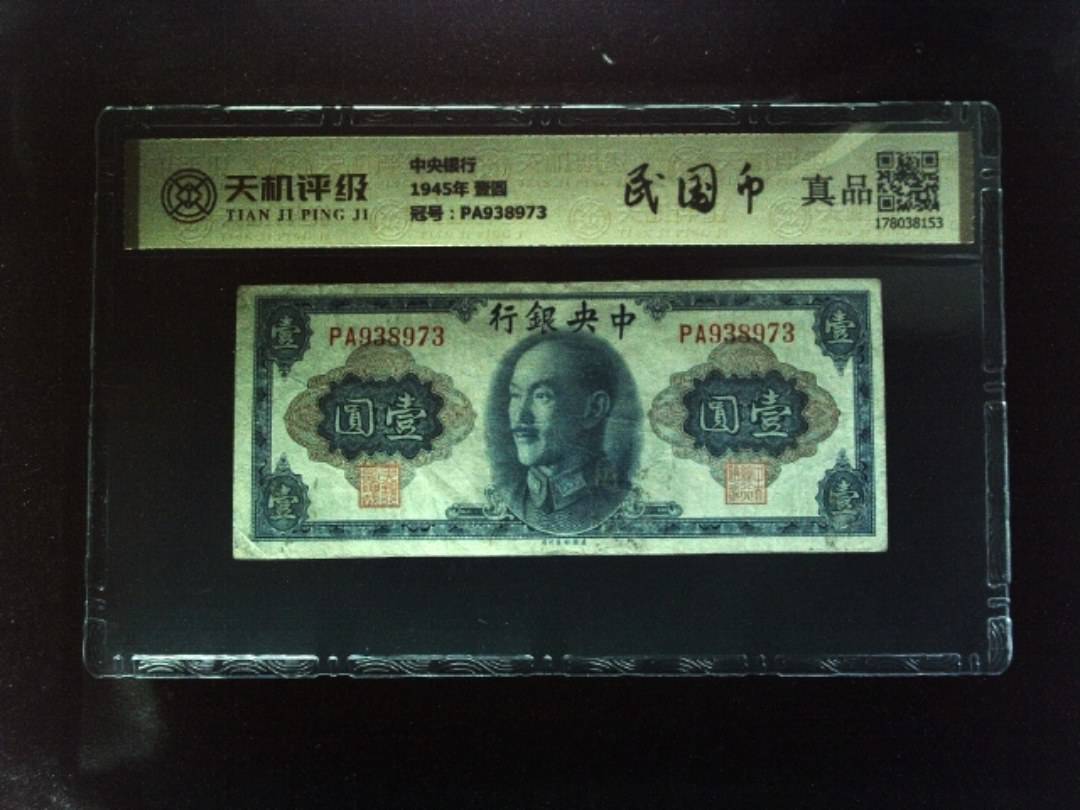 天机评级
TIAN JI PING JI
中央银行
1945年 壹圆
冠号：PA938973
民国币
真品
178038153
行銀央中
壹
壹
PA938973
PA938973
圓壹
圓壹
壹
壹